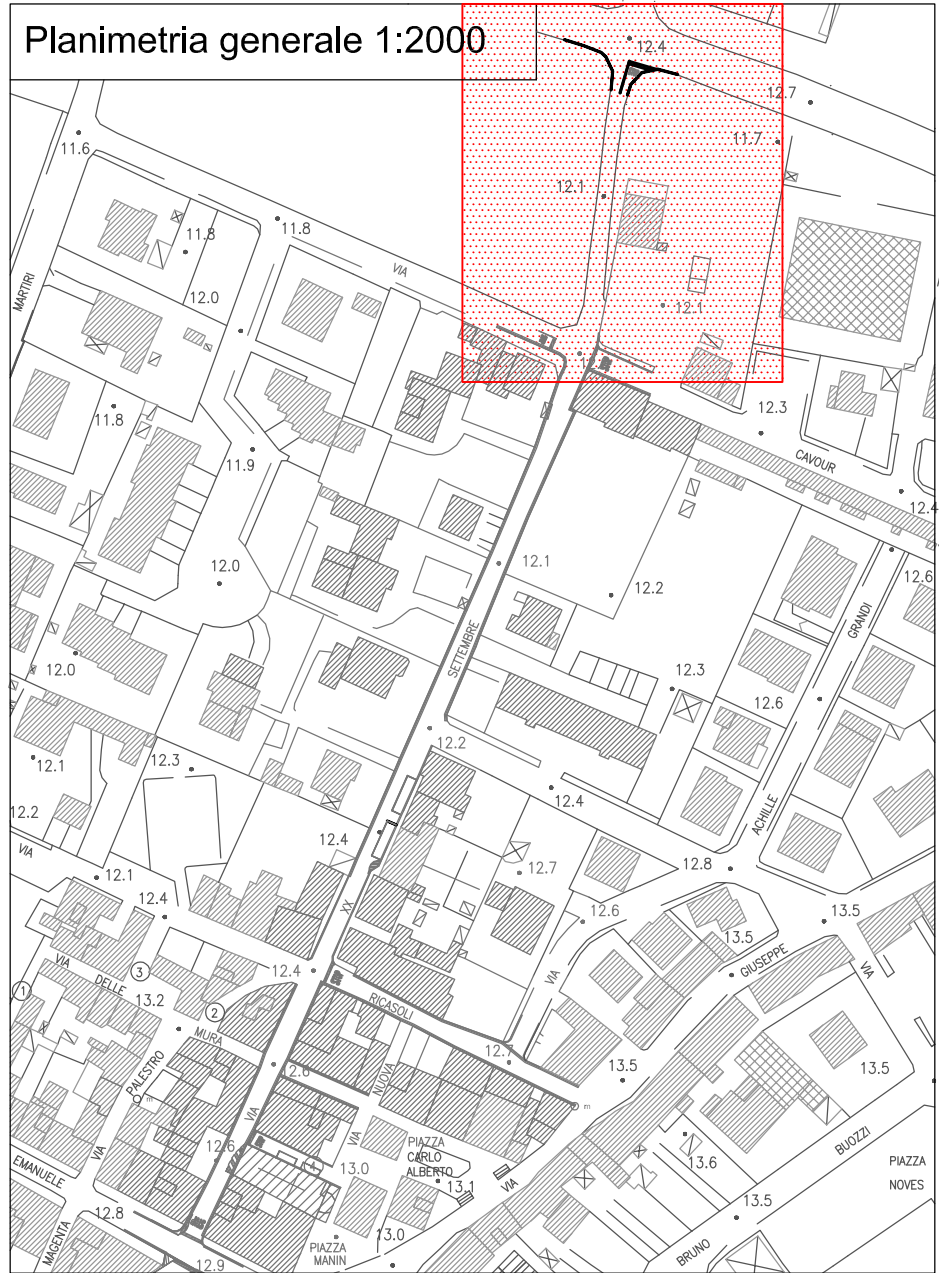 Planimetria generale 1:2000
12.4
12.7
11.7
11.6
12.1
11.8
11.8
VIA
MARTIRI
12.0
12.1
11.8
12.3
11.9
CAVOUR
12.4
12.1
12.0
12.2
12.6
GRANDI
SETTEMBRE
12.0
12.3
12.6
12.2
12.1
12.3
12.4
ACHILLE
12.2
VIA
12.4
12.8
12.7
12.1
12.4
XX
12.6
13.5
13.5
GIUSEPPE
VIA
VIA
DELLE
3
12.4
1
13.2
2
RICASOLI
VIA
MURA
12.7
13.5
13.5
PALESTRO
12.6
NUOVA
m
m
VIA
VIA
12.6
PIAZZA
CARLO
ALBERTO
13.0
4
13.1
VIA
13.6
BUOZZI
PIAZZA
NOVES
EMANUELE
VIA
12.8
MAGENTA
13.5
13.0
PIAZZA
MANIN
BRUNO
12.9